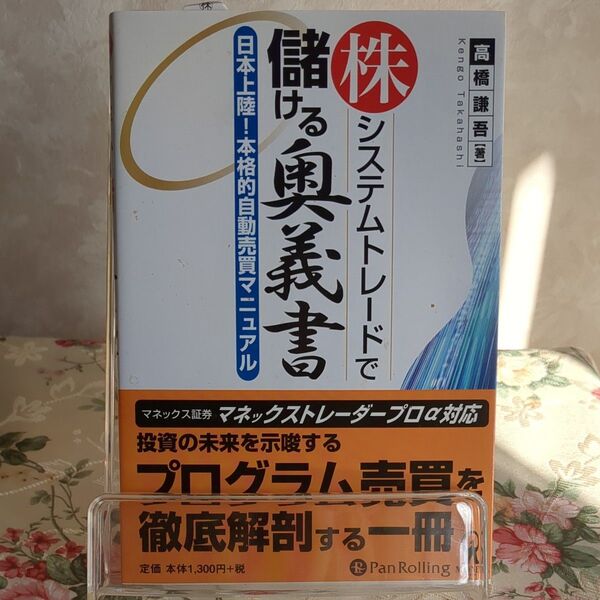 株
システムトレードで
儲ける奥義書
日本上陸！本格的自動売買マニュアル
高橋謙吾【著】
Kengo Takahashi
マネックス証券 マネックストレーダープロα対応
投資の未来を示唆する
プログラム売買を
徹底解剖する一冊
定価 本体1,300円+税
PanRolling